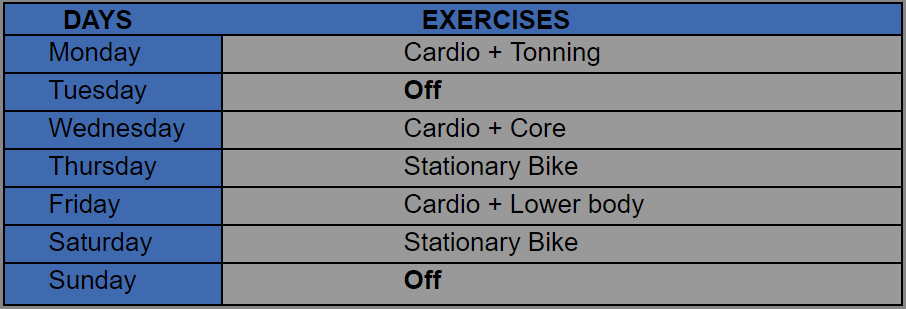 DAYS EXERCISES
Monday Cardio + Tonning
Tuesday Off
Wednesday Cardio + Core
Thursday Stationary Bike
Friday Cardio + Lower body
Saturday Stationary Bike
Sunday Off